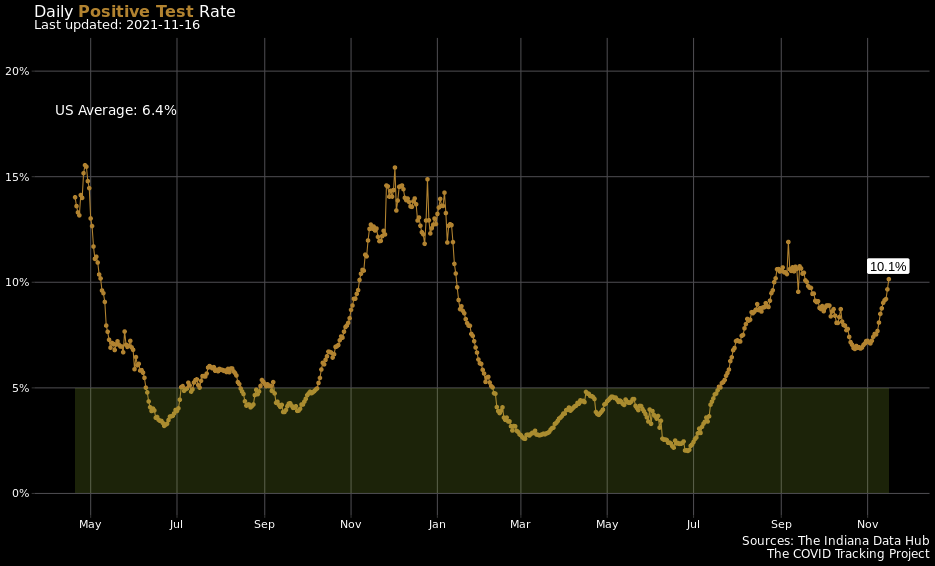 Daily Positive Test Rate
Last updated: 2021-11-16
20%
US Average: 6.4%
15%
10.1%
10%
5%
0%
May Jul Sep Nov Jan Mar May Jul Sep Nov
Sources: The Indiana Data Hub
The COVID Tracking Project